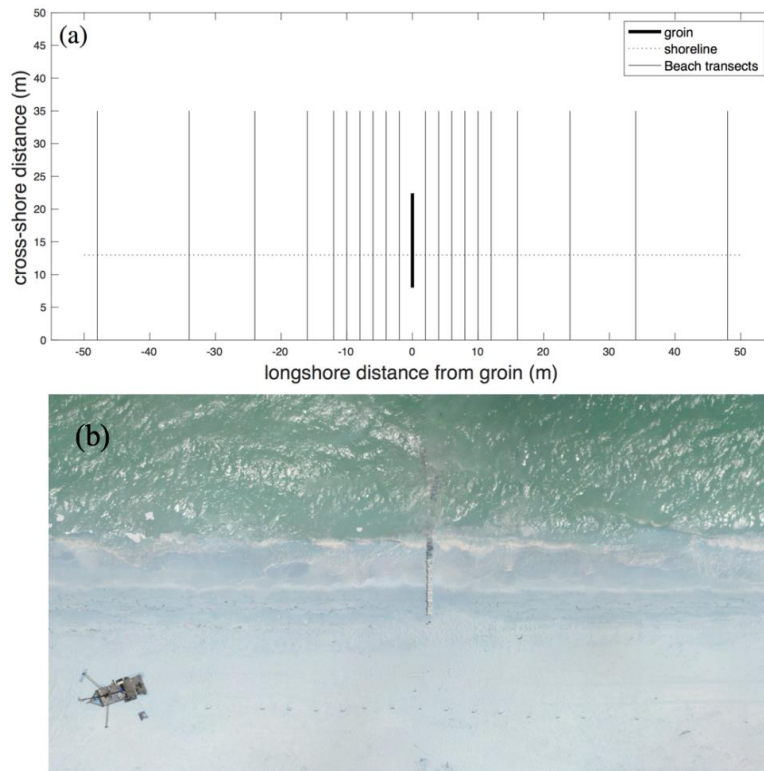 (a)
groin
shoreline
Beach transects
cross-shore distance (m)
50
45
40
35
30
25
20
15
10
5
0
-50 -40 -30 -20 -10 0 10 20 30 40 50
longshore distance from groin (m)
(b)